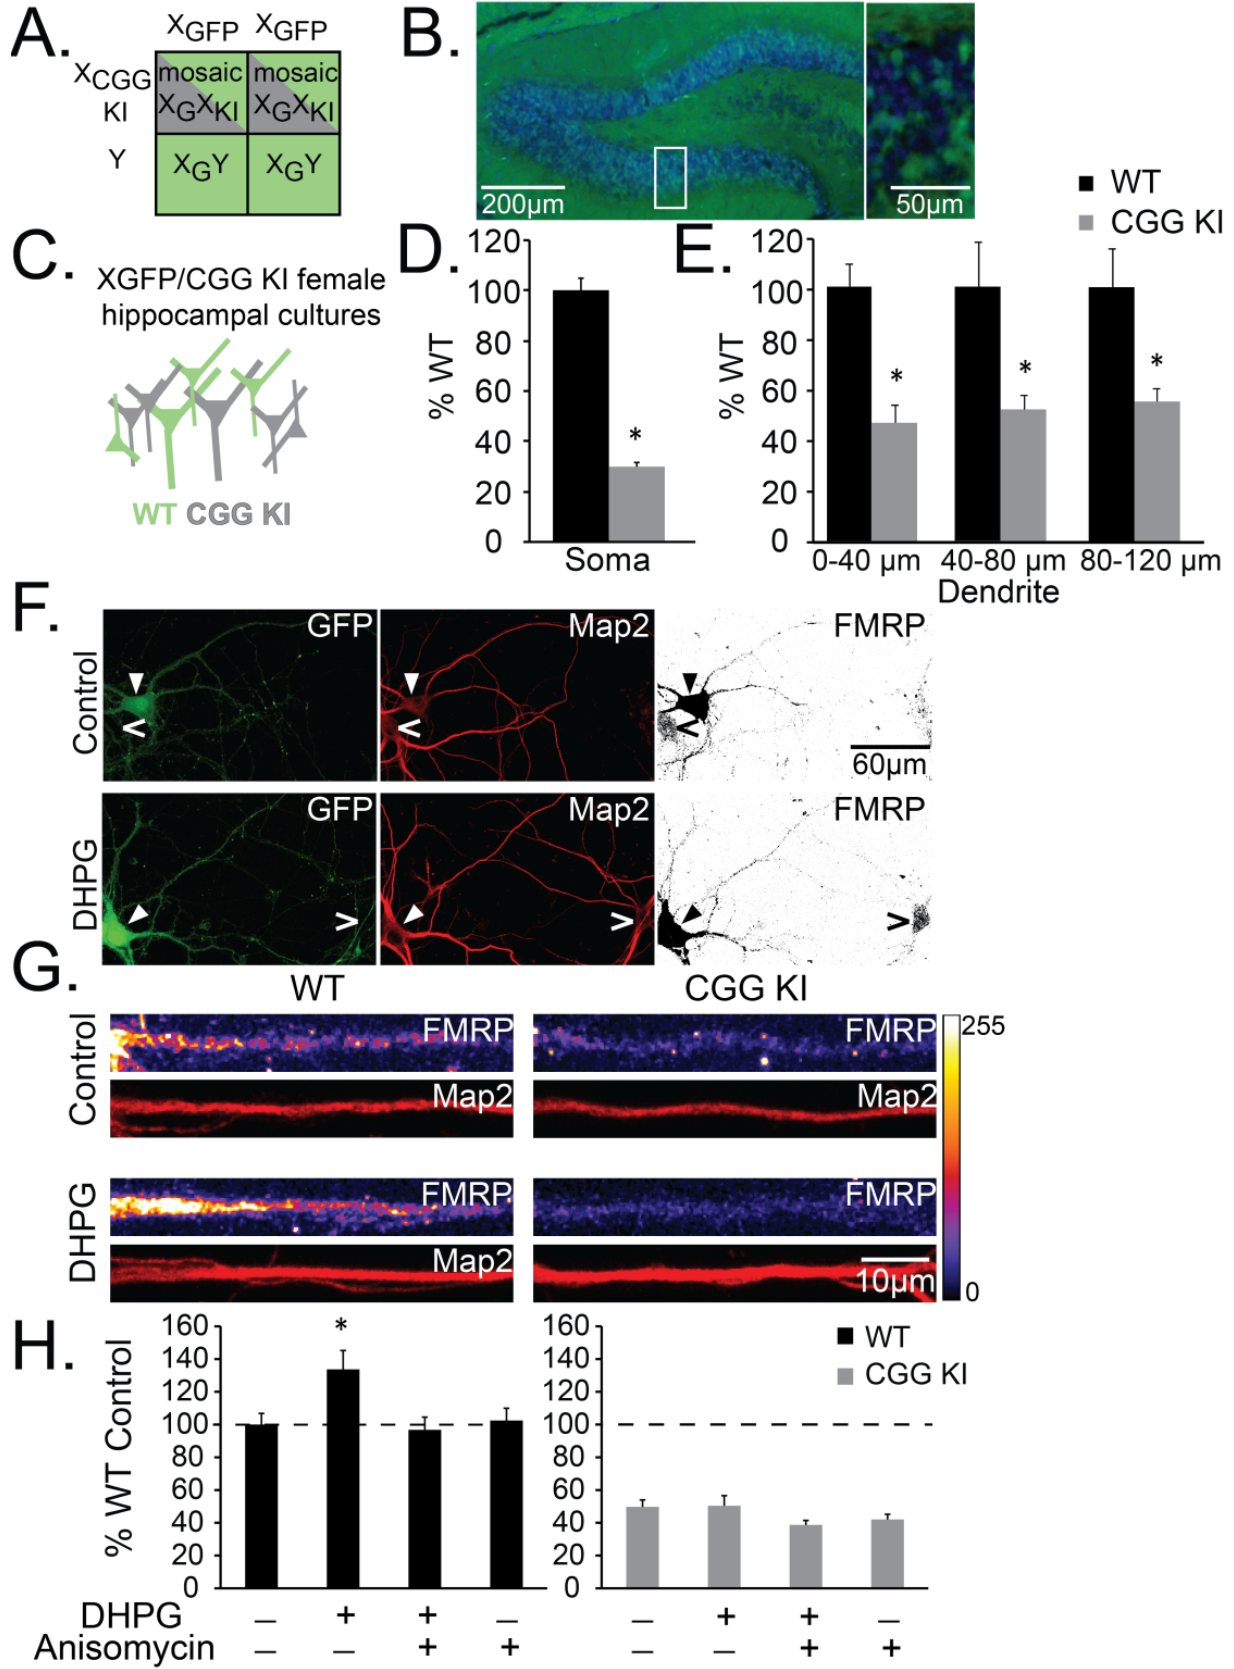 A.
XGFP XGFP
XCGG KI
mosaic mosaic
XGXKI XGXKI
Y
XGY XGY
B.
200µm
50µm
WT
CGG KI
C.
XGFP/CGG KI female
hippocampal cultures
WT CGG KI
D.
% WT
120
100
80
60
40
20
0
*
Soma
E.
% WT
120
100
80
60
40
20
0
* * *
0-40 µm 40-80 µm 80-120 µm
Dendrite
F.
Control
GFP Map2 FMRP
< < <
60µm
DHPG
GFP Map2 FMRP
> > >
G.
WT CGG KI
Control
FMRP FMRP
Map2 Map2
DHPG
FMRP FMRP
Map2 Map2
10µm
255
0
H.
% WT Control
160
140
120
100
80
60
40
20
0
*
160
140
120
100
80
60
40
20
0
WT
CGG KI
DHPG – + + – – + + –
Anisomycin – – + + – – + +